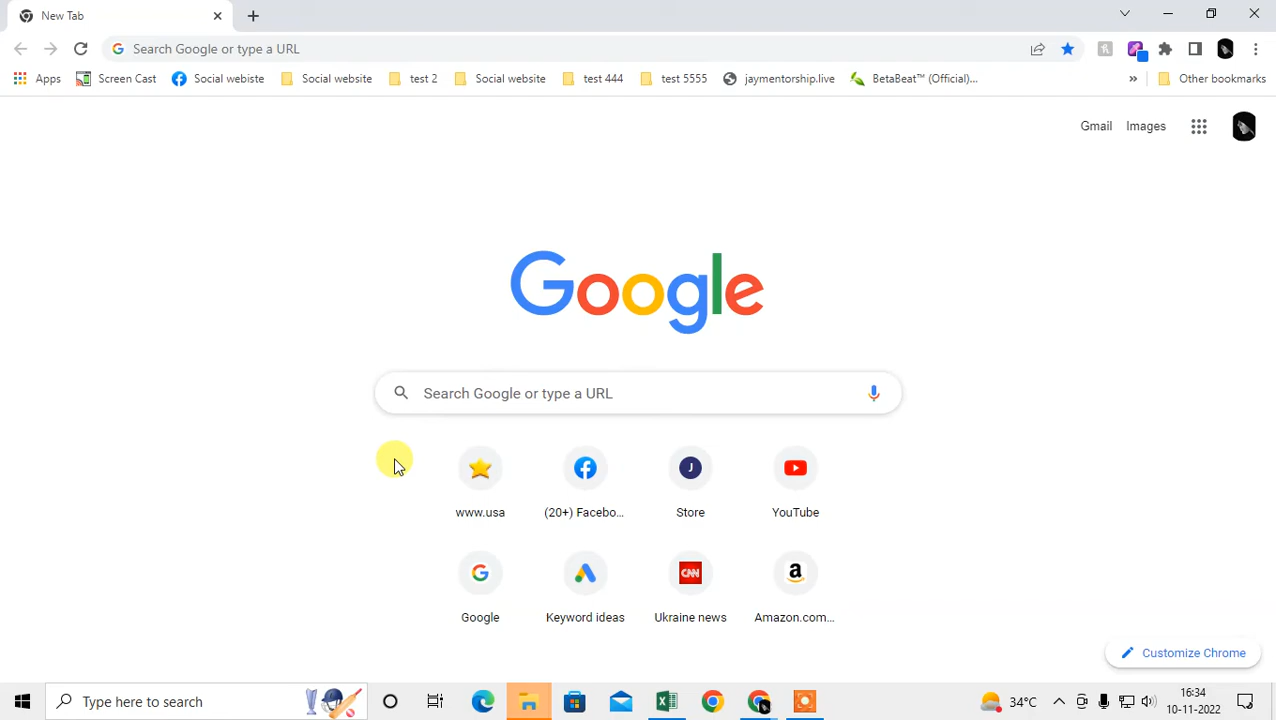 New Tab
Search Google or type a URL
Apps Screen Cast Social webiste Social website test 2 Social website test 444 test 5555 jaymentorship.live BetaBeat™ (Official)... » Other bookmarks
Gmail Images
Google
Search Google or type a URL
J
www.usa (20+) Facebo... Store YouTube
CNN a
Google Keyword ideas Ukraine news Amazon.com...
Customize Chrome
Type here to search 34°C 16:34
10-11-2022